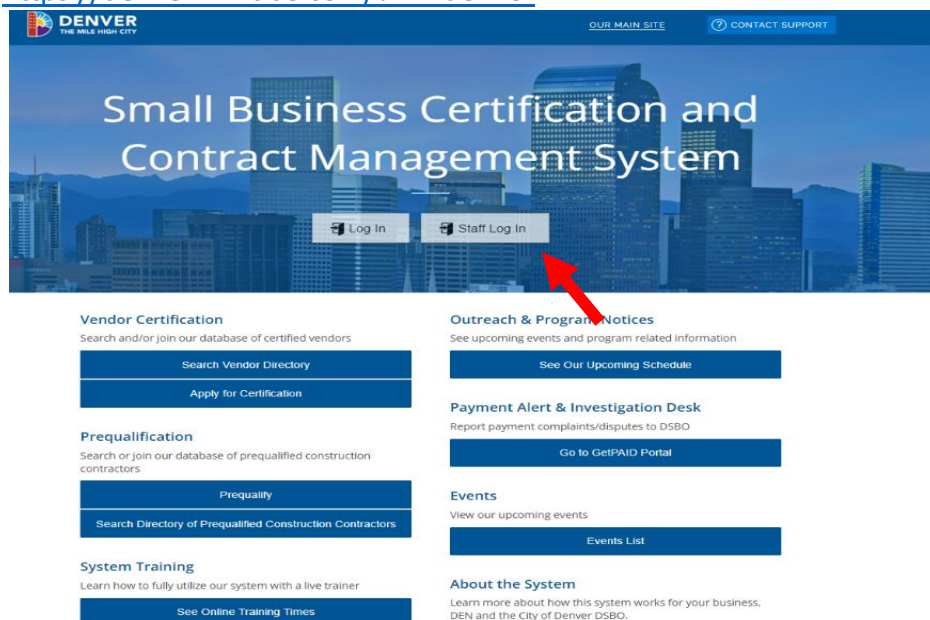 DENVER
THE MILE HIGH CITY
OUR MAIN SITE
? CONTACT SUPPORT
Small Business Certification and
Contract Management System
Log In
Staff Log In
Vendor Certification
Search and/or join our database of certified vendors
Search Vendor Directory
Apply for Certification
Prequalification
Search or join our database of prequalified construction
contractors
Prequalify
Search Directory of Prequalified Construction Contractors
System Training
Learn how to fully utilize our system with a live trainer
See Online Training Times
Outreach & Program Notices
See upcoming events and program related information
See Our Upcoming Schedule
Payment Alert & Investigation Desk
Report payment complaints/disputes to DSBO
Go to GetPAID Portal
Events
View our upcoming events
Events List
About the System
Learn more about how this system works for your business,
DEN and the City of Denver DSBO.